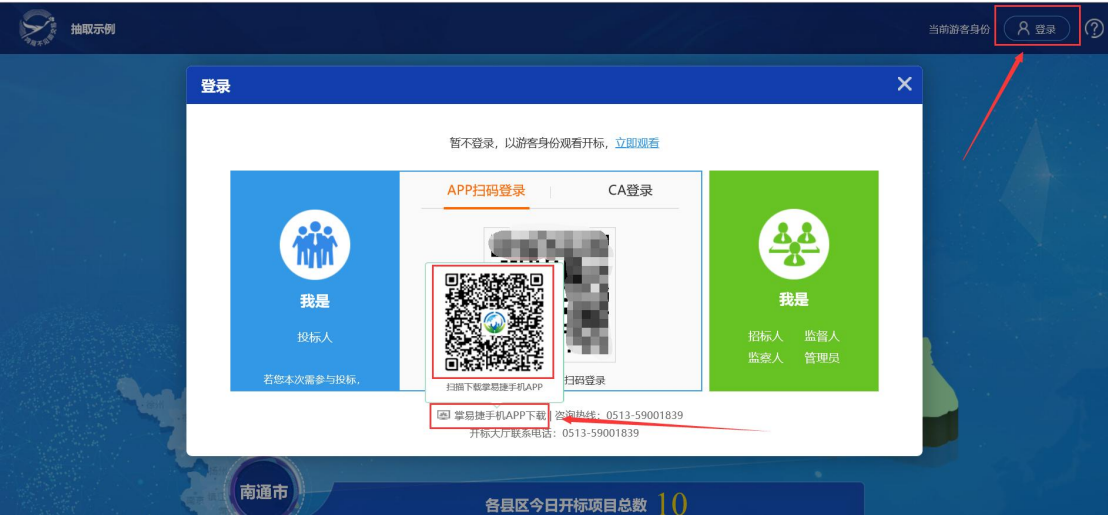 抽取示例
当前游客身份
登录
登录
暂不登录，以游客身份观看开标，立即观看
APP扫码登录
CA登录
我是
投标人
若您本次需参与投标，
扫描下载掌易捷手机APP
扫码登录
我是
招标人 监督人
监察人 管理员
掌易捷手机APP下载 | 咨询热线：0513-59001839
开标大厅联系电话：0513-59001839
南通市
各县区今日开标项目总数 10